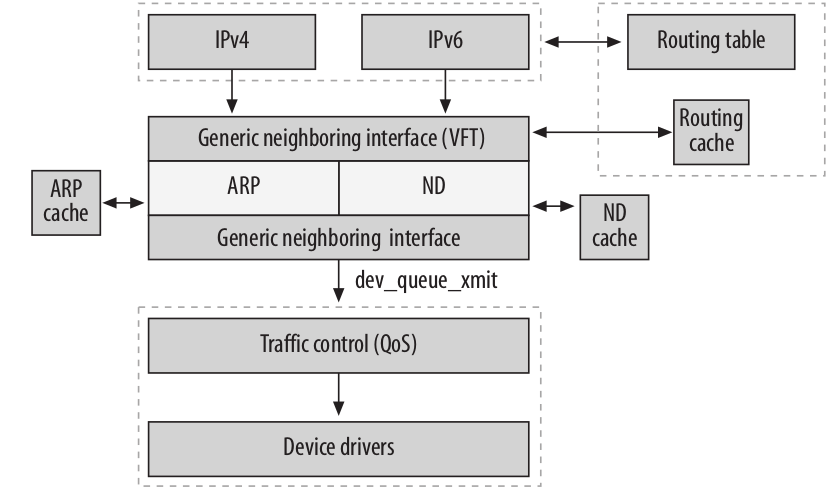 IPv4
IPv6
Routing table
Generic neighboring interface (VFT)
Routing
cache
ARP
cache
ARP
ND
ND
cache
Generic neighboring interface
dev_queue_xmit
Traffic control (QoS)
Device drivers